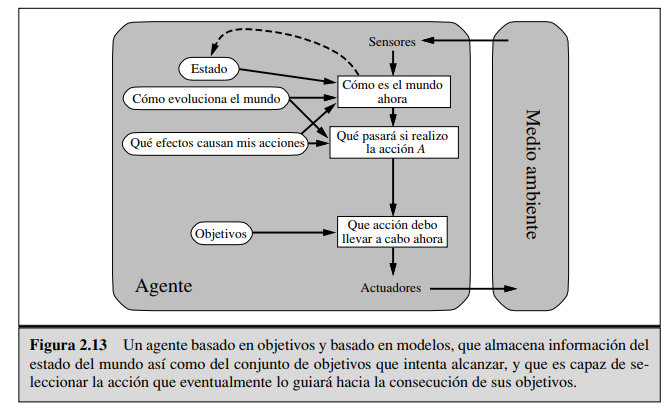 Sensores
Estado
Cómo es el mundo
ahora
Cómo evoluciona el mundo
Qué efectos causan mis acciones
Qué pasará si realizo
la acción A
Objetivos
Que acción debo
llevar a cabo ahora
Agente
Actuadores
Medio ambiente
Figura 2.13 Un agente basado en objetivos y basado en modelos, que almacena información del
estado del mundo así como del conjunto de objetivos que intenta alcanzar, y que es capaz de se-
leccionar la acción que eventualmente lo guiará hacia la consecución de sus objetivos.